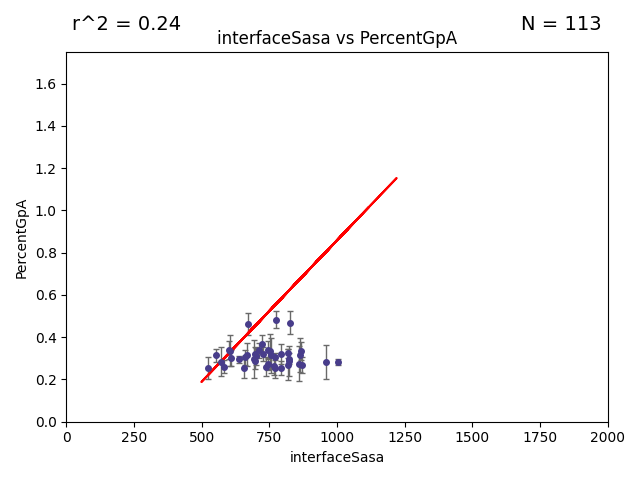 r^2 = 0.24
N = 113
interfaceSasa vs PercentGpA
PercentGpA
1.6
1.4
1.2
1.0
0.8
0.6
0.4
0.2
0.0
0 250 500 750 1000 1250 1500 1750 2000
interfaceSasa